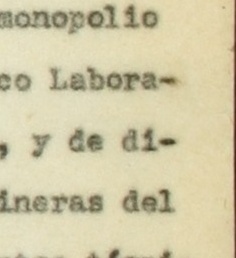 monopolio
co Labora-
, y de di-
ineras del